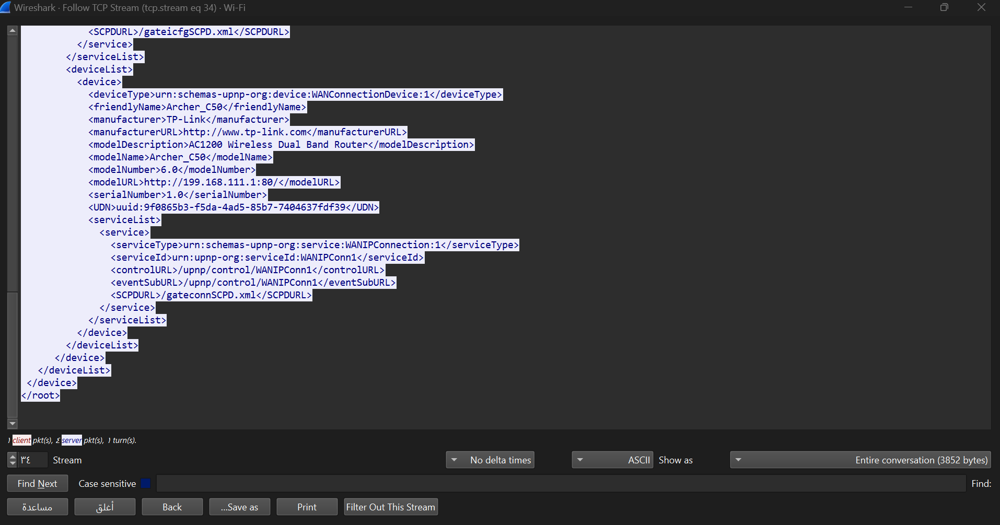 Wireshark · Follow TCP Stream (tcp.stream eq 34) · Wi-Fi
<SCPDURL>/gateicfgSCPD.xml</SCPDURL>
</service>
</serviceList>
<deviceList>
<device>
<deviceType>urn:schemas-upnp-org:device:WANConnectionDevice:1</deviceType>
<friendlyName>Archer_C50</friendlyName>
<manufacturer>TP-Link</manufacturer>
<manufacturerURL>http://www.tp-link.com</manufacturerURL>
<modelDescription>AC1200 Wireless Dual Band Router</modelDescription>
<modelName>Archer_C50</modelName>
<modelNumber>6.0</modelNumber>
<modelURL>http://199.168.111.1:80/</modelURL>
<serialNumber>1.0</serialNumber>
<UDN>uuid:9f0865b3-f5da-4ad5-85b7-7404637fdf39</UDN>
<serviceList>
<service>
<serviceType>urn:schemas-upnp-org:service:WANIPConnection:1</serviceType>
<serviceId>urn:upnp-org:serviceId:WANIPConn1</serviceId>
<controlURL>/upnp/control/WANIPConn1</controlURL>
<eventSubURL>/upnp/control/WANIPConn1</eventSubURL>
<SCPDURL>/gateconnSCPD.xml</SCPDURL>
</service>
</serviceList>
</device>
</deviceList>
</device>
</deviceList>
</device>
</root>
١ client pkt(s), ٤ server pkt(s), ١ turn(s).
٣٤ Stream No delta times ASCII Show as Entire conversation (3852 bytes)
Find Next Case sensitive Find:
مساعدة أغلق Back ...Save as Print Filter Out This Stream